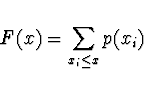 F(x) = \sum_{x_i \leq x} p(x_i)